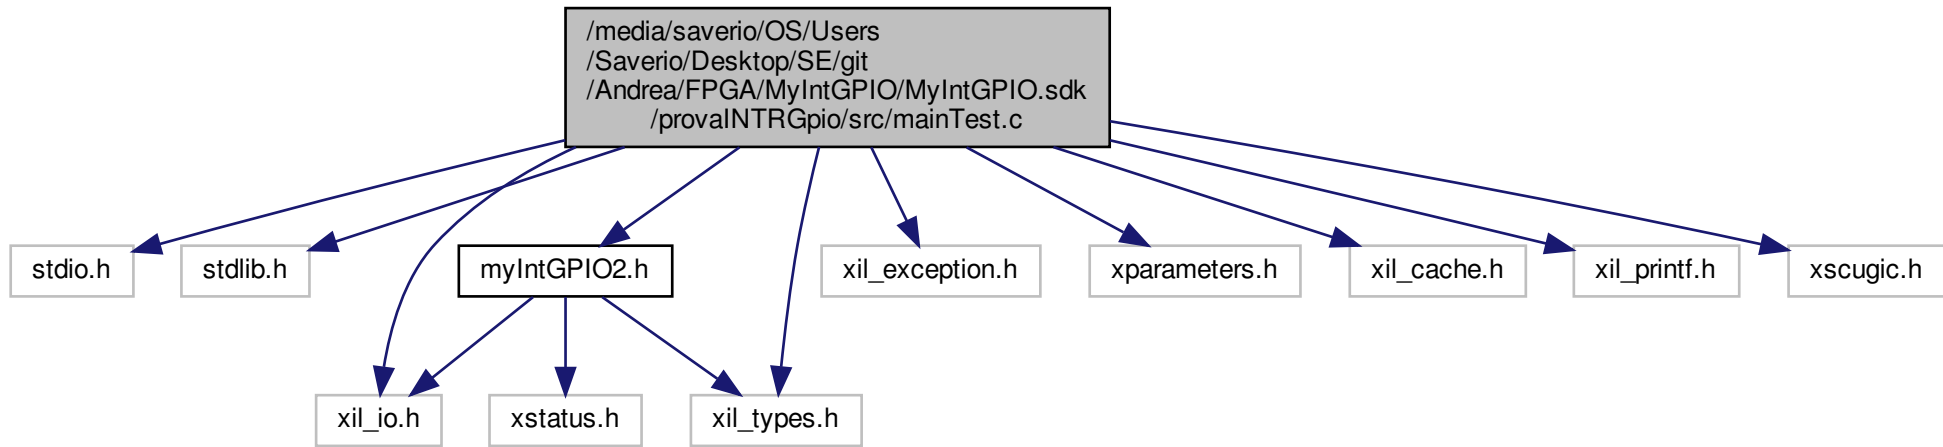 /media/saverio/OS/Users
/Saverio/Desktop/SE/git
/Andrea/FPGA/MyIntGPIO/MyIntGPIO.sdk
/provaINTRGpio/src/mainTest.c
stdio.h
stdlib.h
myIntGPIO2.h
xil_exception.h
xparameters.h
xil_cache.h
xil_printf.h
xscugic.h
xil_io.h
xstatus.h
xil_types.h